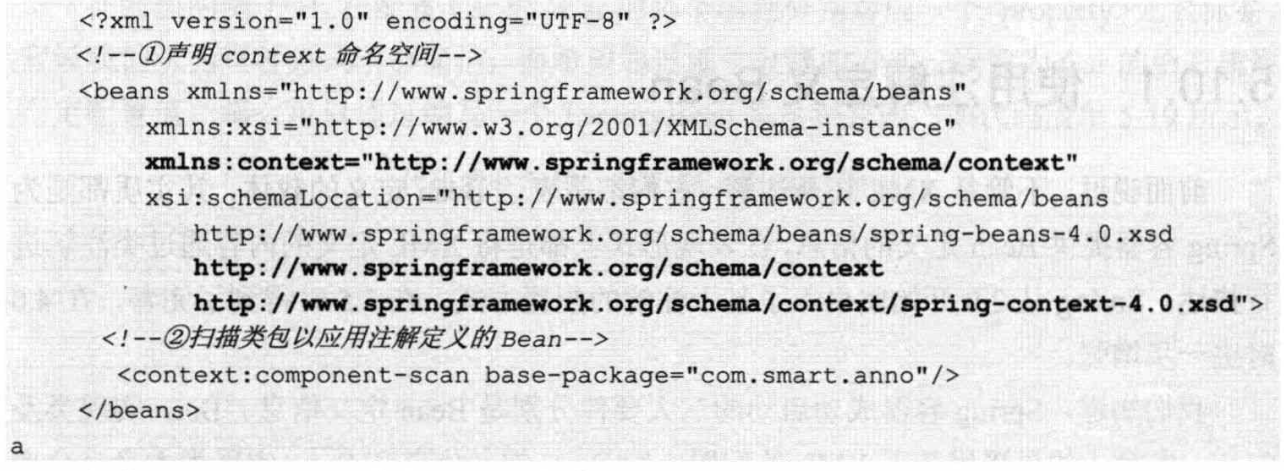 <?xml version="1.0" encoding="UTF-8" ?>
<!--①声明 context 命名空间-->
<beans xmlns="http://www.springframework.org/schema/beans"
xmlns:xsi="http://www.w3.org/2001/XMLSchema-instance"
xmlns:context="http://www.springframework.org/schema/context"
xsi:schemaLocation="http://www.springframework.org/schema/beans
http://www.springframework.org/schema/beans/spring-beans-4.0.xsd
http://www.springframework.org/schema/context
http://www.springframework.org/schema/context/spring-context-4.0.xsd">
<!--②扫描类包以应用注解定义的 Bean-->
<context:component-scan base-package="com.smart.anno"/>
</beans>
a